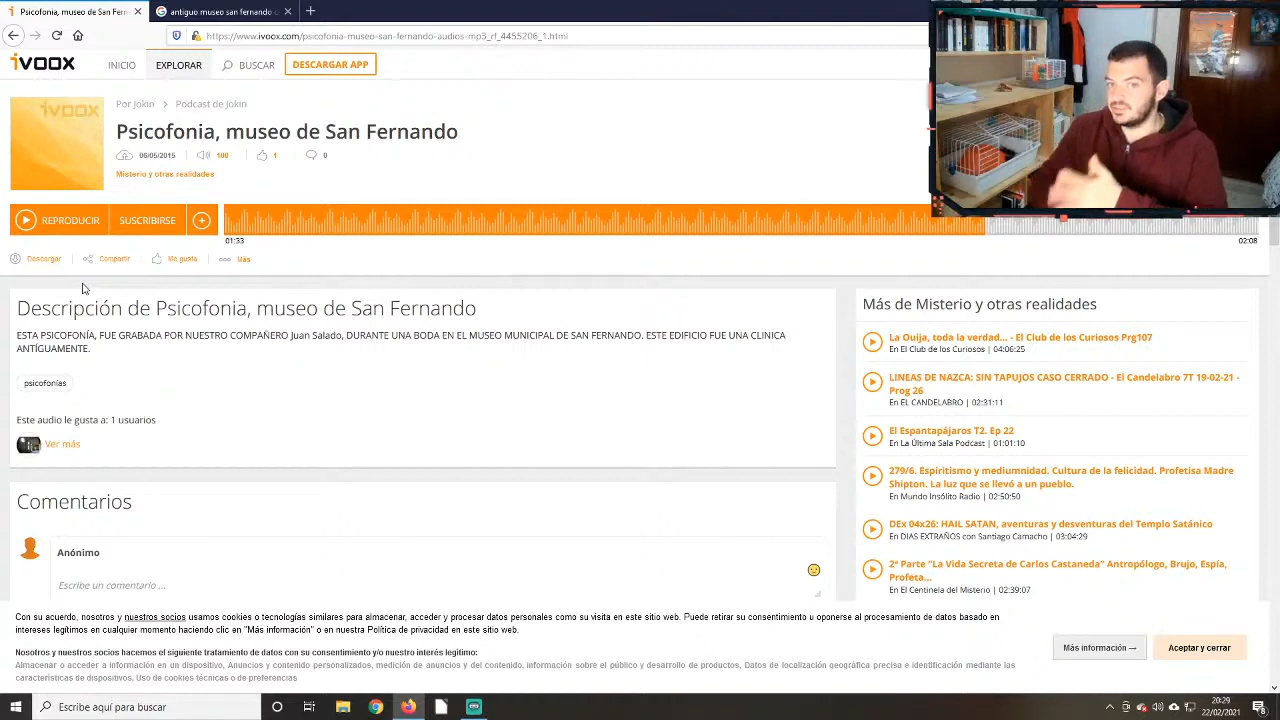 Psicofonia, museo de San Fern
antiguo museo san fernando
https://www.ivoox.com/psicofonia-museo-san-fernando-audios-mp3_rf_4455206_1.html
ivoox
INICIO
EXPLORAR
BUSCAR
DESCARGAR APP
ivoox
Por Jokin > Podcast de Jokin
Psicofonia, museo de San Fernando
06/05/2015 100 1 0
Misterio y otras realidades
REPRODUCIR
SUSCRIBIRSE
01:33
02:08
Descargar
Compartir
Me gusta
Más
Descripción de Psicofonia, museo de San Fernando
ESTA PSICOFONÍA, FUE GRABADA POR NUESTRO COMPAÑERO Juan Salado, DURANTE UNA BODA EN EL MUSEO MUNICIPAL DE SAN FERNANDO. ESTE EDIFICIO FUE UNA CLINICA
ANTÍGUAMENTE.
psicofonías
Este audio le gusta a: 1 usuarios
Ver más
Comentarios
Anónimo
Escribe un comentario ...
Más de Misterio y otras realidades
La Ouija, toda la verdad... - El Club de los Curiosos Prg107
En El Club de los Curiosos | 04:06:25
LINEAS DE NAZCA: SIN TAPUJOS CASO CERRADO - El Candelabro 7T 19-02-21 -
Prog 26
En EL CANDELABRO | 02:31:11
El Espantapájaros T2. Ep 22
En La Última Sala Podcast | 01:01:10
279/6. Espiritismo y mediumnidad. Cultura de la felicidad. Profetisa Madre
Shipton. La luz que se llevó a un pueblo.
En Mundo Insólito Radio | 02:50:50
DEx 04x26: HAIL SATAN, aventuras y desventuras del Templo Satánico
En DIAS EXTRAÑOS con Santiago Camacho | 03:04:29
2ª Parte "La Vida Secreta de Carlos Castaneda" Antropólogo, Brujo, Espía,
Profeta...
En El Centinela del Misterio | 02:39:07
Con su acuerdo, nosotros y nuestros socios usamos cookies o tecnologías similares para almacenar, acceder y procesar datos personales como su visita en este sitio web. Puede retirar su consentimiento u oponerse al procesamiento de datos basado en
intereses legítimos en cualquier momento haciendo clic en "Más información" o en nuestra Política de privacidad en este sitio web.
Nosotros y nuestros socios hacemos el siguiente tratamiento de datos con su consentimiento y/o nuestro interés legítimo:
Almacenar o acceder a información en un dispositivo, Anuncios y contenido personalizados, medición de anuncios y del contenido, información sobre el público y desarrollo de productos, Datos de localización geográfica precisa e identificación mediante las
características de dispositivos, Uso de cookies técnicas o de preferencias
Más información →
Aceptar y cerrar
Escribe aquí para buscar
20:29
22/02/2021
8